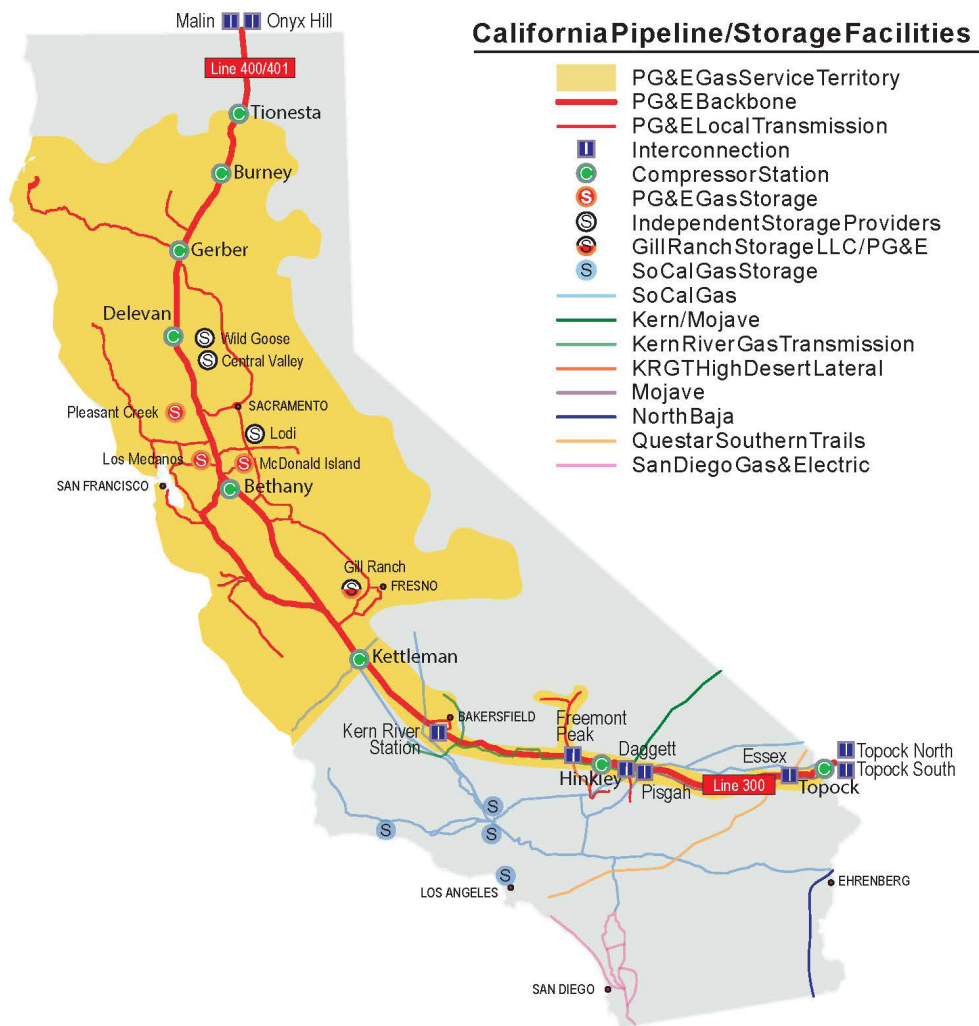 Malin
Onyx Hill
California Pipeline/Storage Facilities
Line 400/401
PG&E Gas Service Territory
PG&E Backbone
Tionesta
PG&E Local Transmission
I Interconnection
Burney
C Compressor Station
S PG&E Gas Storage
S Independent Storage Providers
Gerber
S Gill Ranch Storage LLC/PG&E
S SoCal Gas Storage
SoCal Gas
Delevan
Kern/Mojave
Wild Goose
Kern River Gas Transmission
Central Valley
KRGT High Desert Lateral
Mojave
Pleasant Creek
SACRAMENTO
North Baja
Lodi
Questar Southern Trails
Los Medanos
McDonald Island
San Diego Gas & Electric
SAN FRANCISCO
Bethany
Gill Ranch
FRESNO
Kettleman
BAKERSFIELD
Freemont
Peak
Kern River
Station
Daggett
Essex
Topock North
Topock South
Hinkley
Pisgah
Line 300
Topock
LOS ANGELES
EHRENBERG
SAN DIEGO